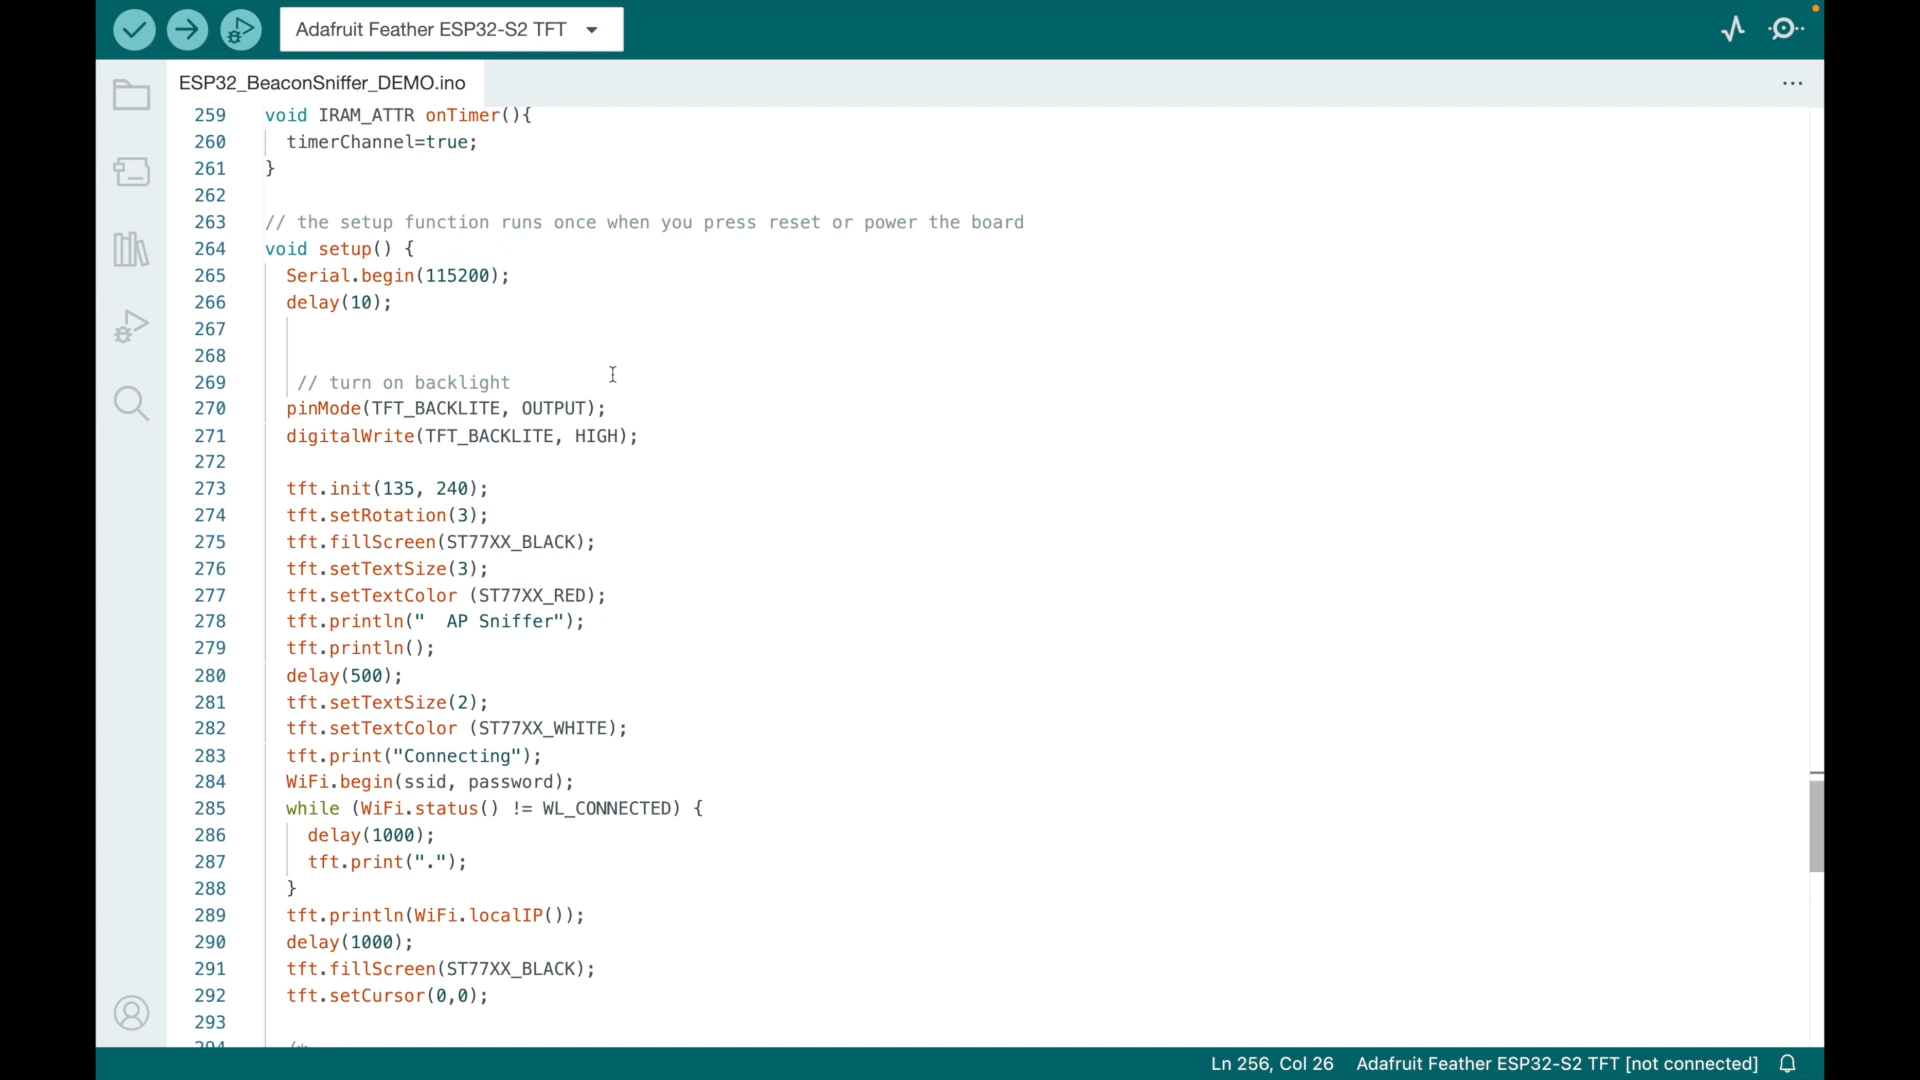 Adafruit Feather ESP32-S2 TFT
ESP32_BeaconSniffer_DEMO.ino
259 void IRAM_ATTR onTimer(){
260 timerChannel=true;
261 }
262
263 // the setup function runs once when you press reset or power the board
264 void setup() {
265 Serial.begin(115200);
266 delay(10);
267
268
269 // turn on backlight
270 pinMode(TFT_BACKLITE, OUTPUT);
271 digitalWrite(TFT_BACKLITE, HIGH);
272
273 tft.init(135, 240);
274 tft.setRotation(3);
275 tft.fillScreen(ST77XX_BLACK);
276 tft.setTextSize(3);
277 tft.setTextColor (ST77XX_RED);
278 tft.println("  AP Sniffer");
279 tft.println();
280 delay(500);
281 tft.setTextSize(2);
282 tft.setTextColor (ST77XX_WHITE);
283 tft.print("Connecting");
284 WiFi.begin(ssid, password);
285 while (WiFi.status() != WL_CONNECTED) {
286 delay(1000);
287 tft.print(".");
288 }
289 tft.println(WiFi.localIP());
290 delay(1000);
291 tft.fillScreen(ST77XX_BLACK);
292 tft.setCursor(0,0);
293
294 /*
Ln 256, Col 26 Adafruit Feather ESP32-S2 TFT [not connected]